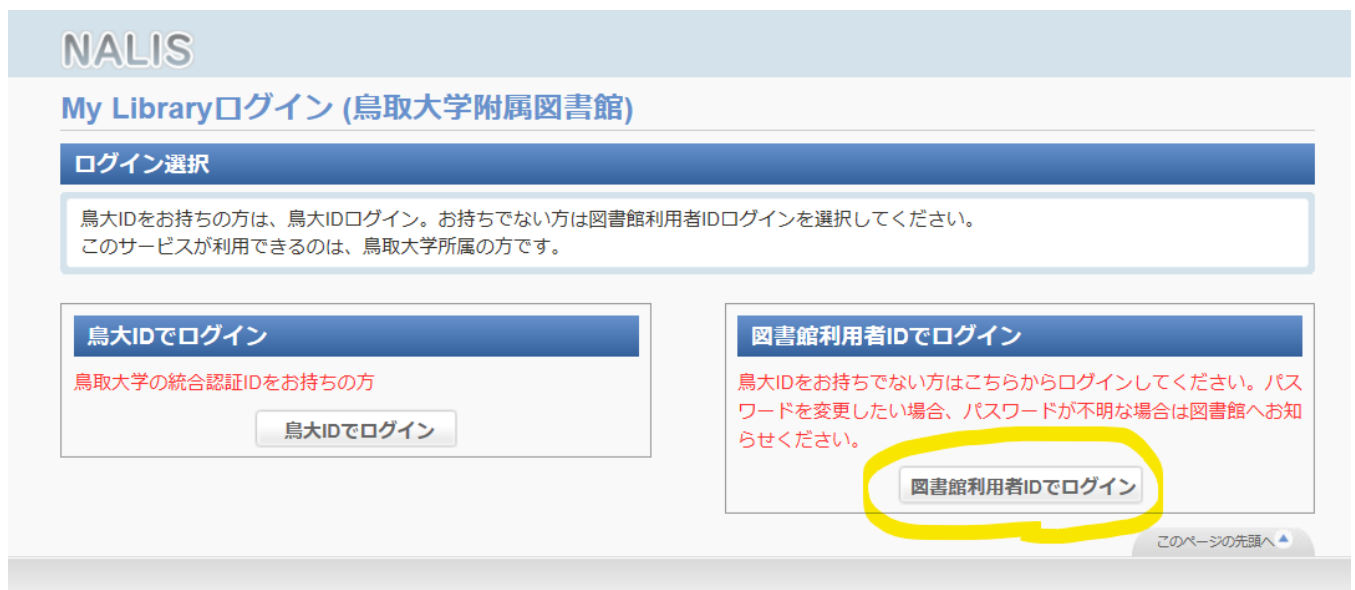 NALIS
My Libraryログイン (鳥取大学附属図書館)
ログイン選択
鳥大IDをお持ちの方は、鳥大IDログイン。お持ちでない方は図書館利用者IDログインを選択してください。
このサービスが利用できるのは、鳥取大学所属の方です。
鳥大IDでログイン
鳥取大学の統合認証IDをお持ちの方
鳥大IDでログイン
図書館利用者IDでログイン
鳥大IDをお持ちでない方はこちらからログインしてください。パス
ワードを変更したい場合、パスワードが不明な場合は図書館へお知
らせください。
図書館利用者IDでログイン
このページの先頭へ